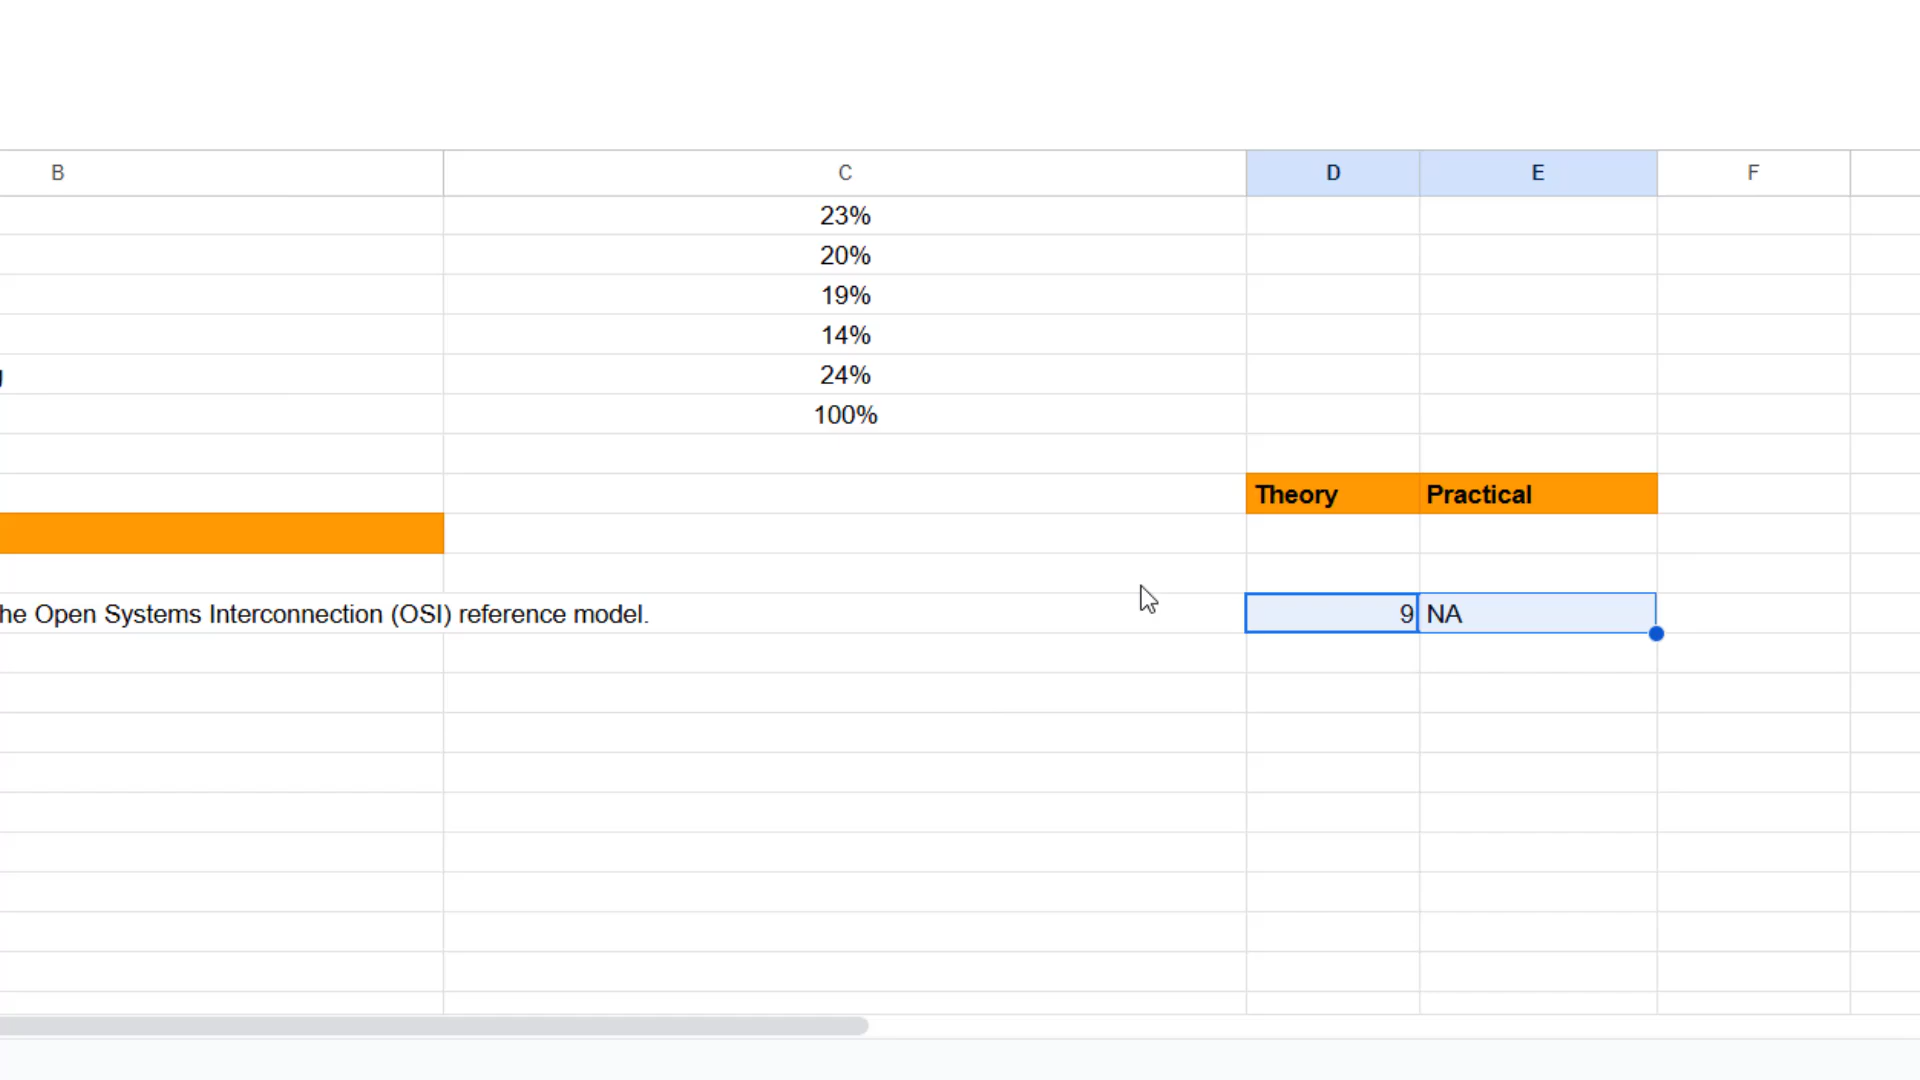 B C D E F
23%
20%
19%
14%
24%
100%
Theory Practical
he Open Systems Interconnection (OSI) reference model. 9 NA